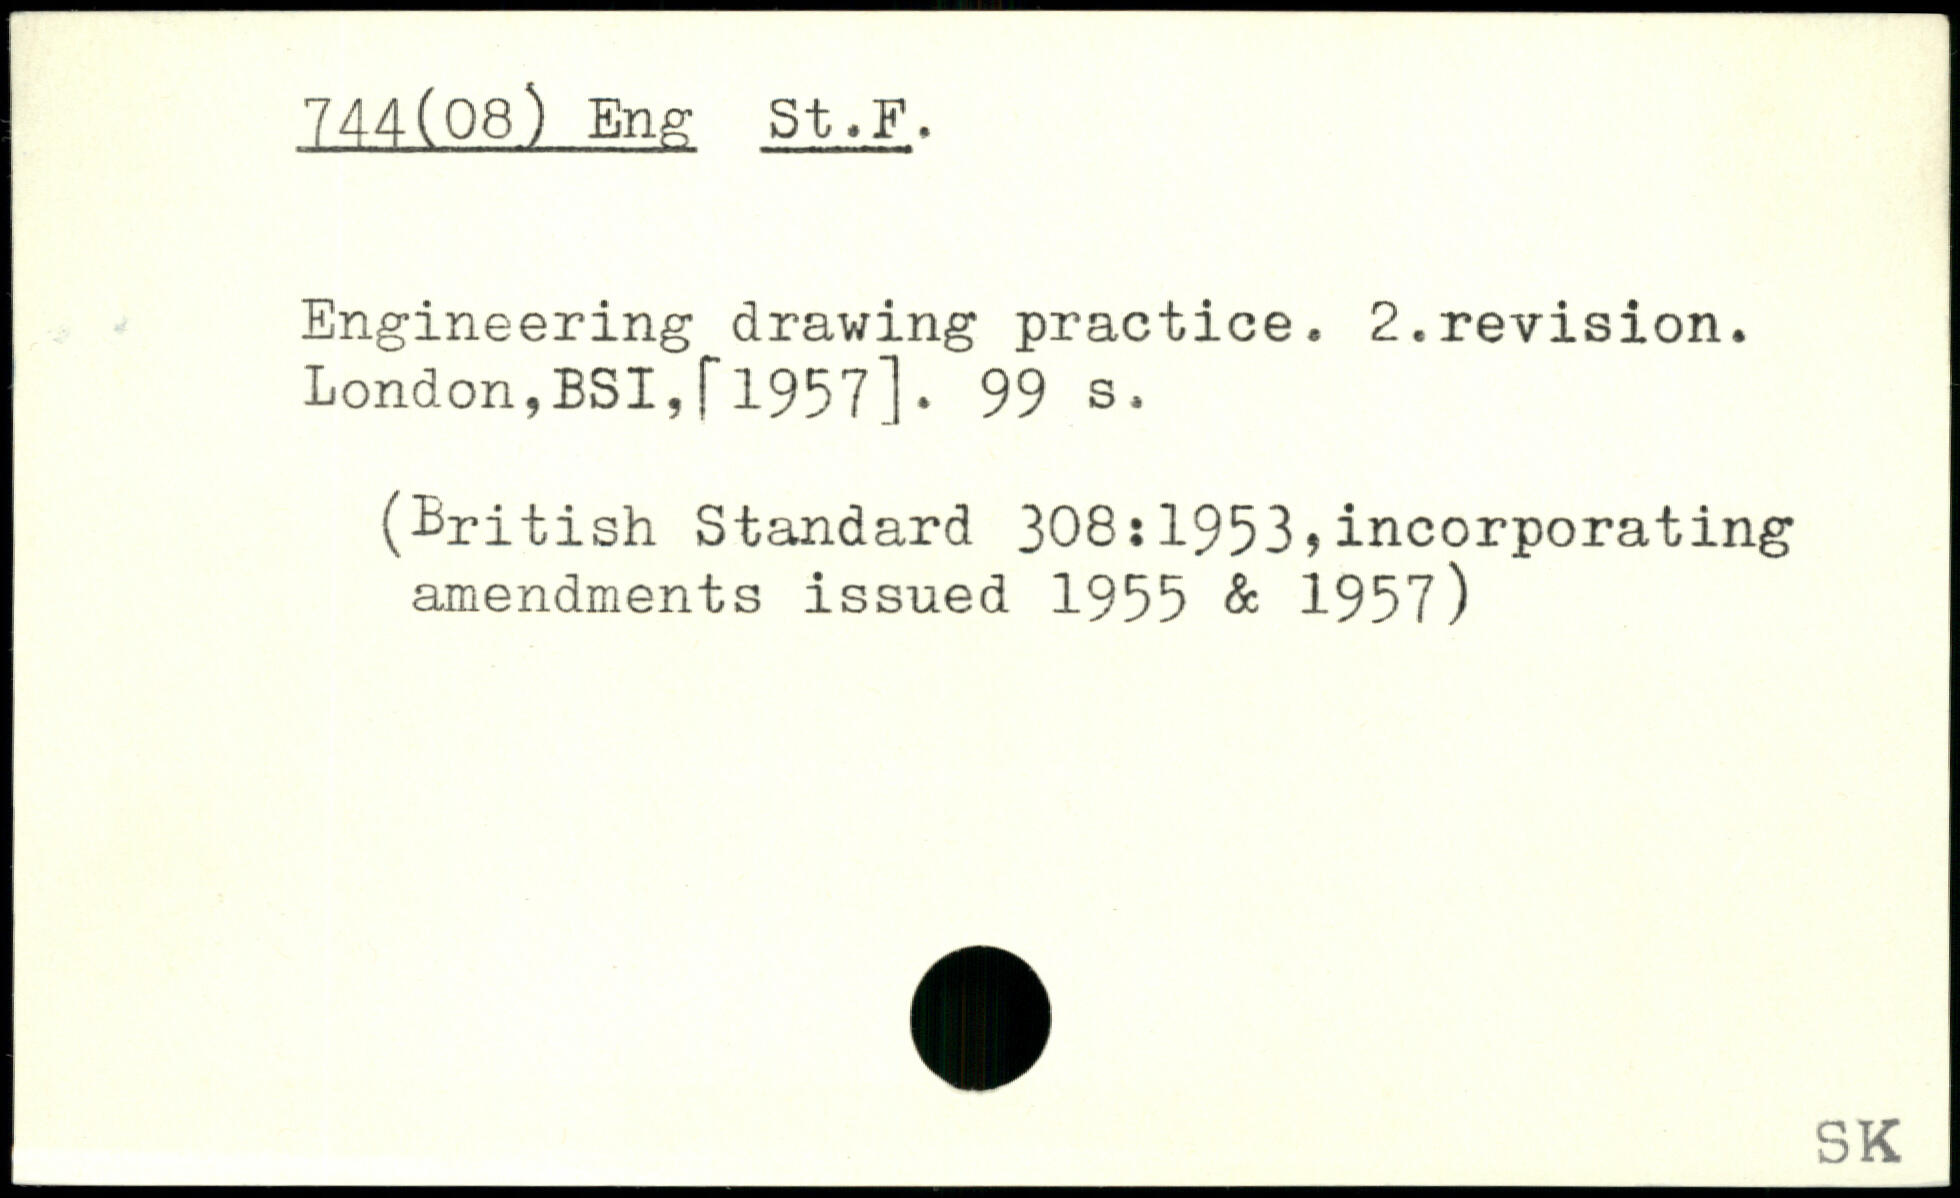 744(08) Eng St.F.
Engineering drawing practice. 2.revision.
London,BSI,[1957]. 99 s.
(British Standard 308:1953,incorporating
amendments issued 1955 & 1957)
SK